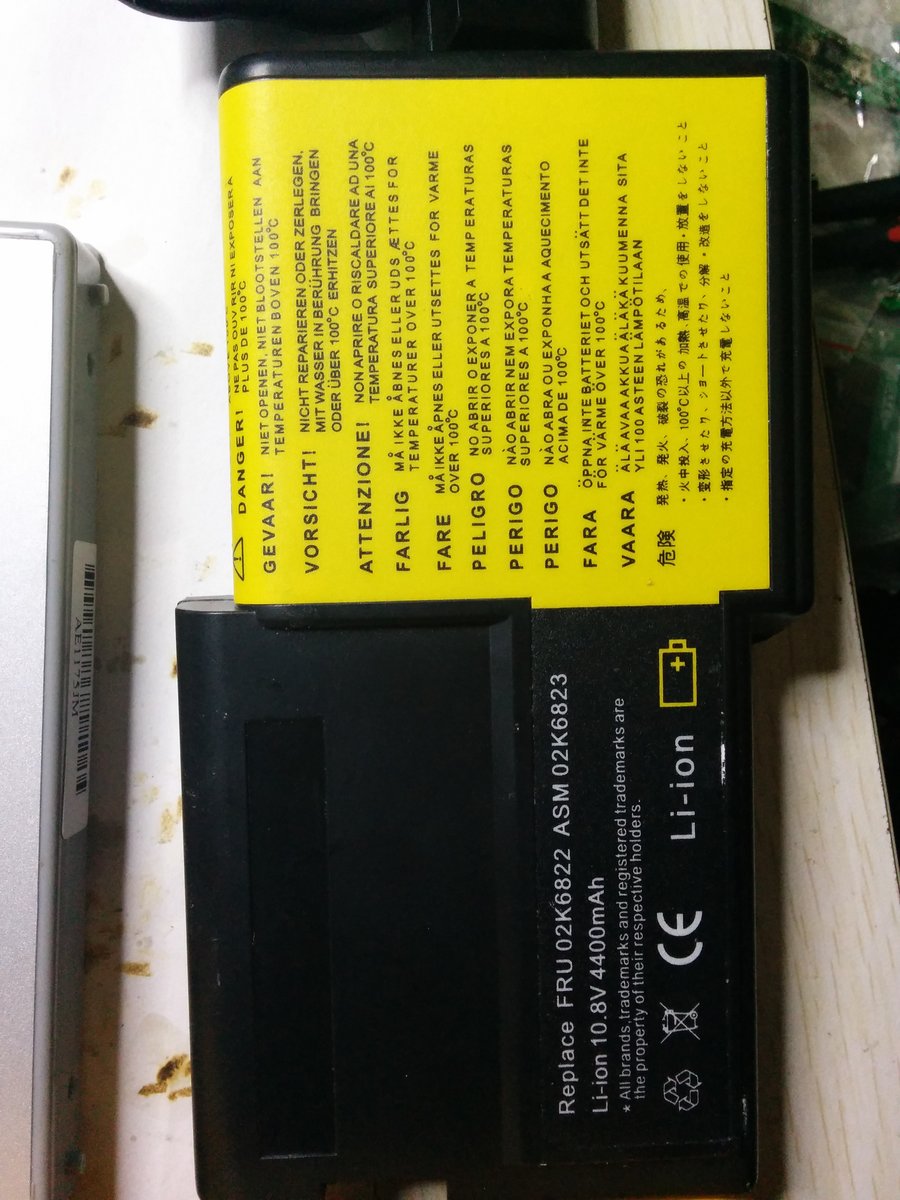 DANGER! NE PAS OUVRIR NI EXPOSER A
PLUS DE 100°C
GEVAAR! NIET OPENEN, NIET BLOOTSTELLEN AAN
TEMPERATUREN BOVEN 100°C
VORSICHT! NICHT REPARIEREN ODER ZERLEGEN,
MIT WASSER IN BERÜHRUNG BRINGEN
ODER ÜBER 100°C ERHITZEN
ATTENZIONE! NON APRIRE O RISCALDARE AD UNA
TEMPERATURA SUPERIORE AI 100°C
FARLIG MÅ IKKE ÅBNES ELLER UDS,ÆTTES FOR
TEMPERATURER OVER 100°C
FARE MÅ IKKE ÅPNES ELLER UTSETTES FOR VARME
OVER 100°C
PELIGRO NO ABRIR O EXPONER A TEMPERATURAS
SUPERIORES A 100°C
PERIGO NÀO ABRIR NEM EXPORA TEMPERATURAS
SUPERIORES A 100°C
PERIGO NÀO ABRA OU EXPONHA A AQUECIMENTO
ACIMA DE 100°C
FARA ÖPPNA, INTE BATTERIET OCH UTSÄTT DET INTE
FÖR VÄRME ÖVER 100°C
VAARA ÄLÄ AVAA AKKUA ÄLÄKÄ KUUMENNA SITA
YLI 100 ASTEEN LÄMPÖTILAAN
危険 発熱、発火、破裂の恐れがあるため、
・火中投入、100°C以上の加熱 高温での使用・放置をしないこと
・変形させたり、ショートさせたり、分解・改造をしないこと
・指定の充電方法以外で充電しないこと
Replace FRU 02K6822 ASM 02K6823
Li-ion 10.8V 4400mAh
* All brands,trademarks and registered trademarks are
the property of their respective holders.
CE Li-ion
AE1175JM